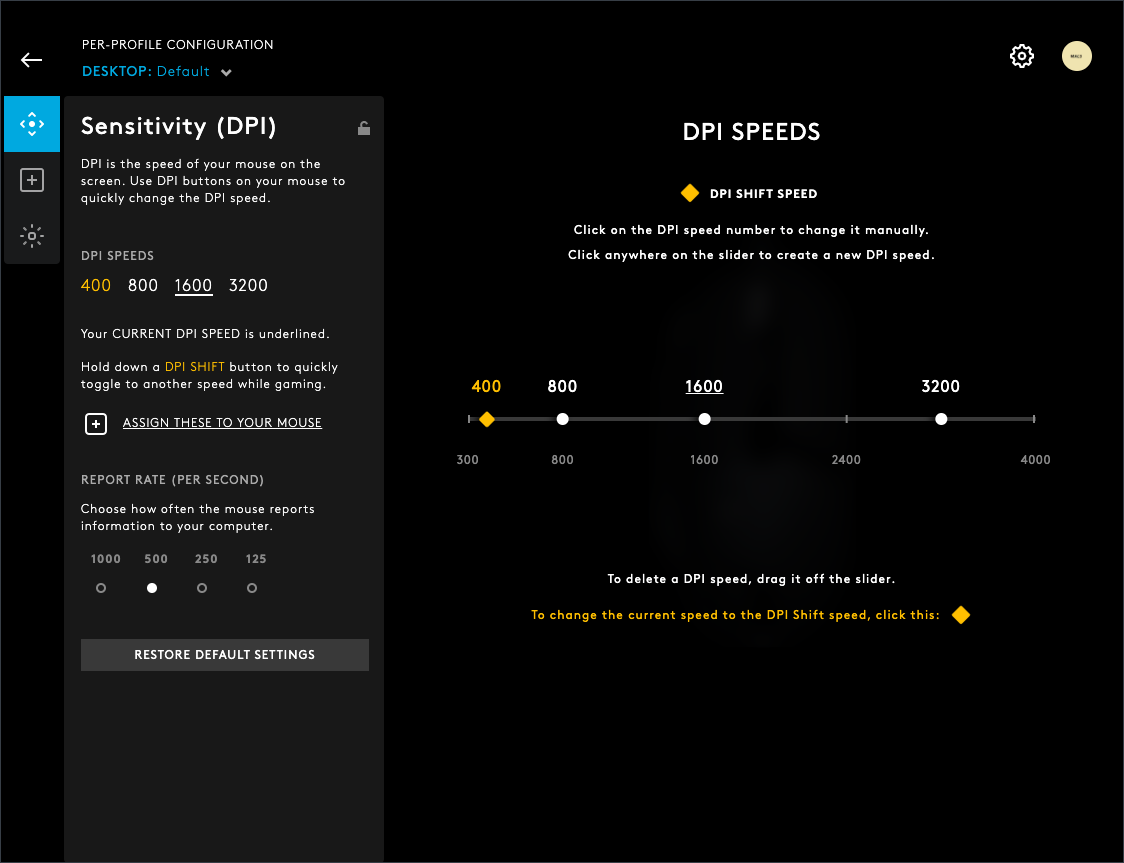 PER-PROFILE CONFIGURATION
DESKTOP: Default
Sensitivity (DPI)
DPI is the speed of your mouse on the
screen. Use DPI buttons on your mouse to
quickly change the DPI speed.
DPI SPEEDS
400 800 1600 3200
Your CURRENT DPI SPEED is underlined.
Hold down a DPI SHIFT button to quickly
toggle to another speed while gaming.
ASSIGN THESE TO YOUR MOUSE
REPORT RATE (PER SECOND)
Choose how often the mouse reports
information to your computer.
1000 500 250 125
RESTORE DEFAULT SETTINGS
DPI SPEEDS
DPI SHIFT SPEED
Click on the DPI speed number to change it manually.
Click anywhere on the slider to create a new DPI speed.
400 800 1600 3200
300 800 1600 2400 4000
To delete a DPI speed, drag it off the slider.
To change the current speed to the DPI Shift speed, click this: